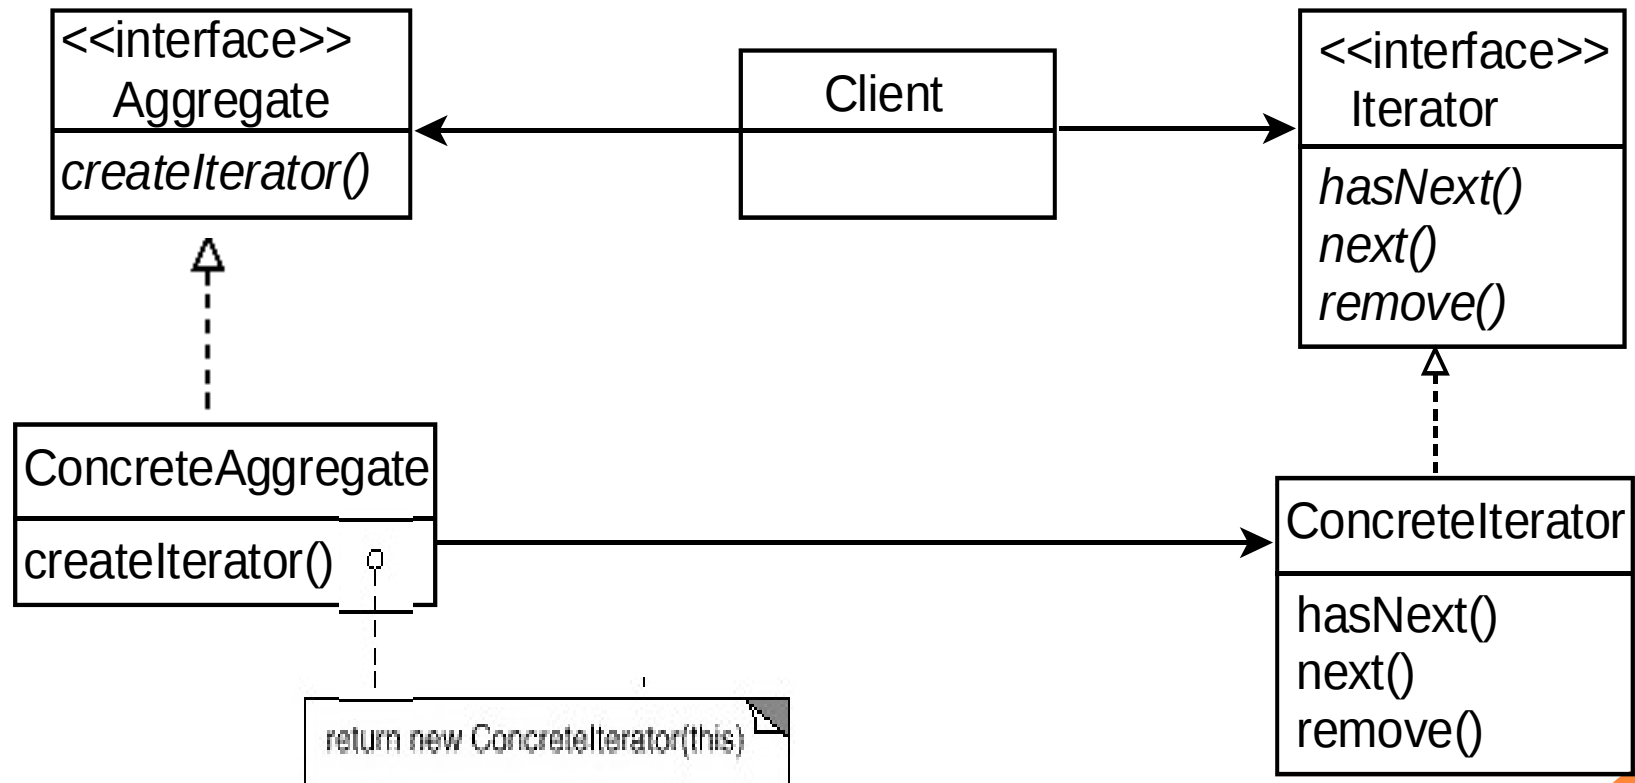 <<interface>>
Aggregate
createIterator()
Client
<<interface>>
Iterator
hasNext()
next()
remove()
ConcreteAggregate
createIterator()
return new ConcreteIterator(this)
ConcreteIterator
hasNext()
next()
remove()